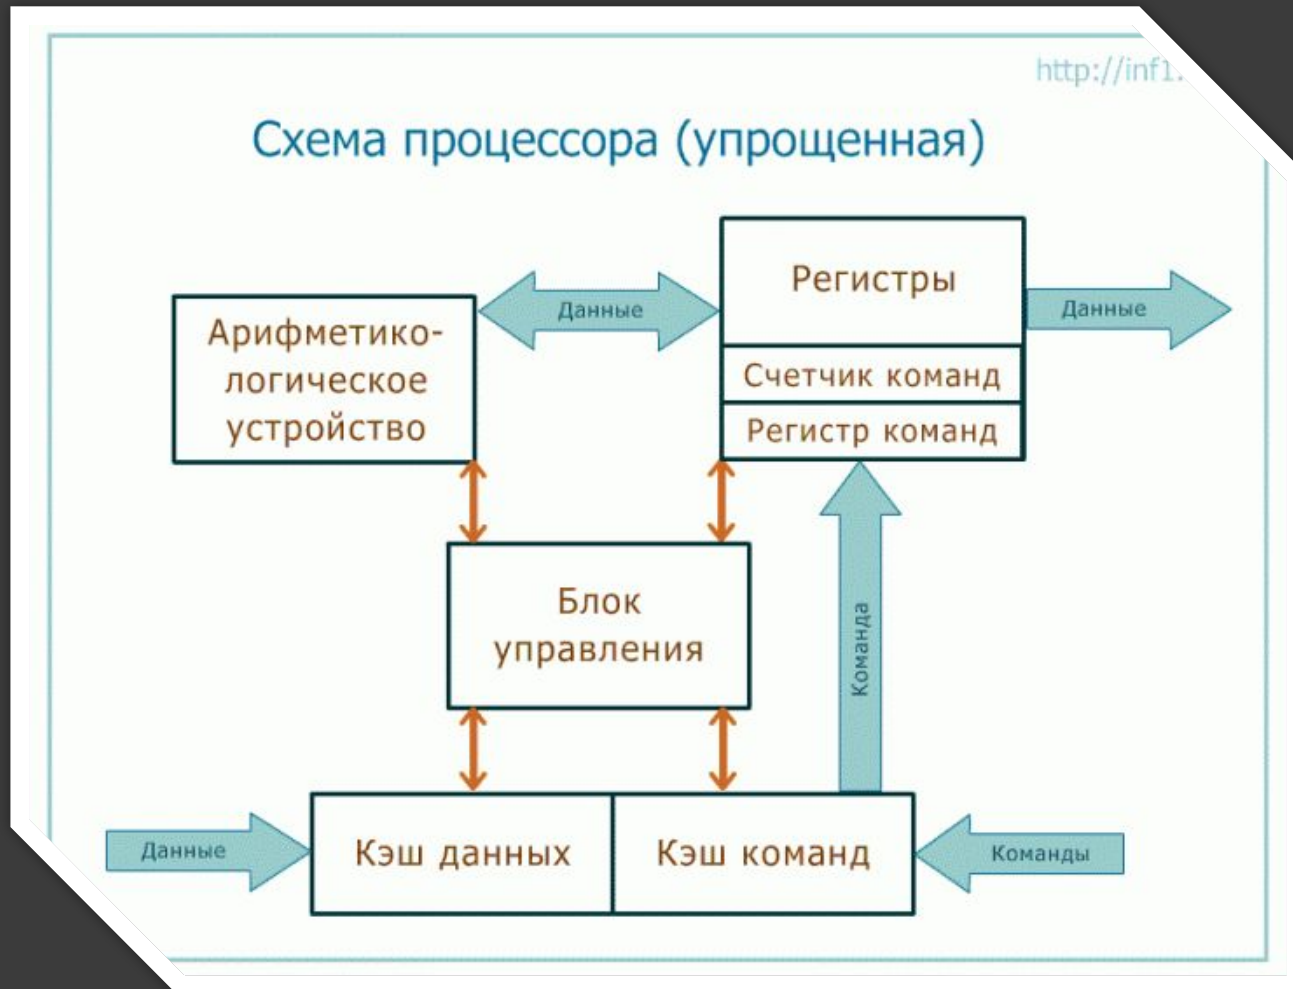 http://inf1.
Схема процессора (упрощенная)
Регистры
Данные
Данные
Арифметико-
логическое
устройство
Счетчик команд
Регистр команд
Блок
управления
Команда
Данные
Кэш данных
Кэш команд
Команды